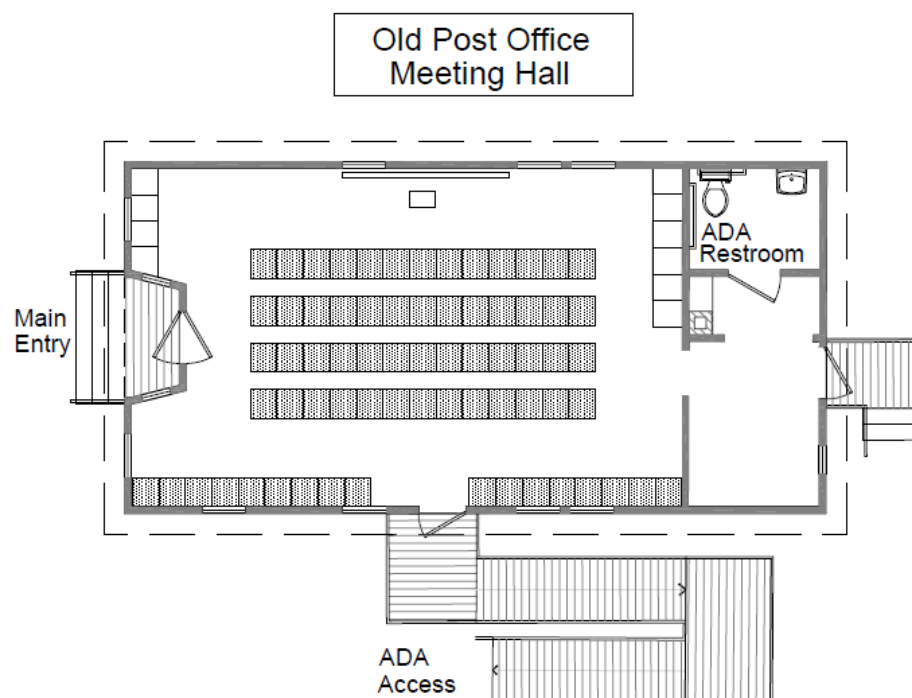 Old Post Office
Meeting Hall
ADA
Restroom
Main
Entry
ADA
Access